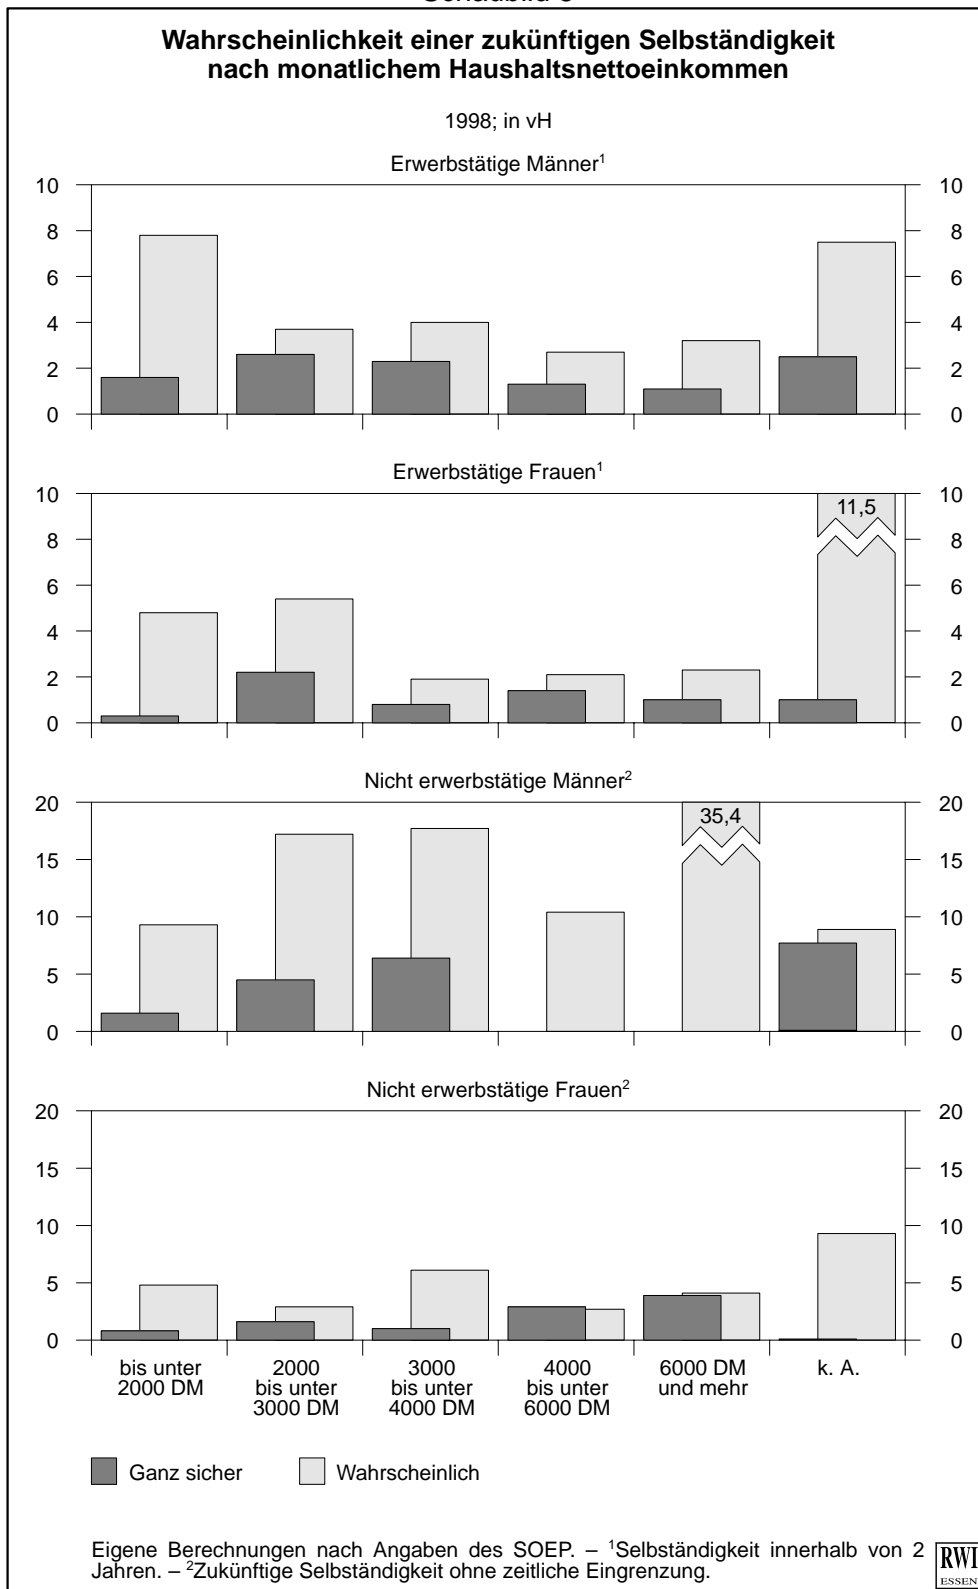 Wahrscheinlichkeit einer zukünftigen Selbständigkeit
nach monatlichem Haushaltsnettoeinkommen
1998; in vH
Erwerbstätige Männer¹
10 10
8 8
6 6
4 4
2 2
0 0
Erwerbstätige Frauen¹
10 11,5 10
8 8
6 6
4 4
2 2
0 0
Nicht erwerbstätige Männer²
20 35,4 20
15 15
10 10
5 5
0 0
Nicht erwerbstätige Frauen²
20 20
15 15
10 10
5 5
0 0
bis unter 2000 3000 4000 6000 DM k. A.
2000 DM bis unter bis unter bis unter und mehr
3000 DM 4000 DM 6000 DM
Ganz sicher Wahrscheinlich
Eigene Berechnungen nach Angaben des SOEP. – ¹Selbständigkeit innerhalb von 2
Jahren. – ²Zukünftige Selbständigkeit ohne zeitliche Eingrenzung.
RWI
ESSEN